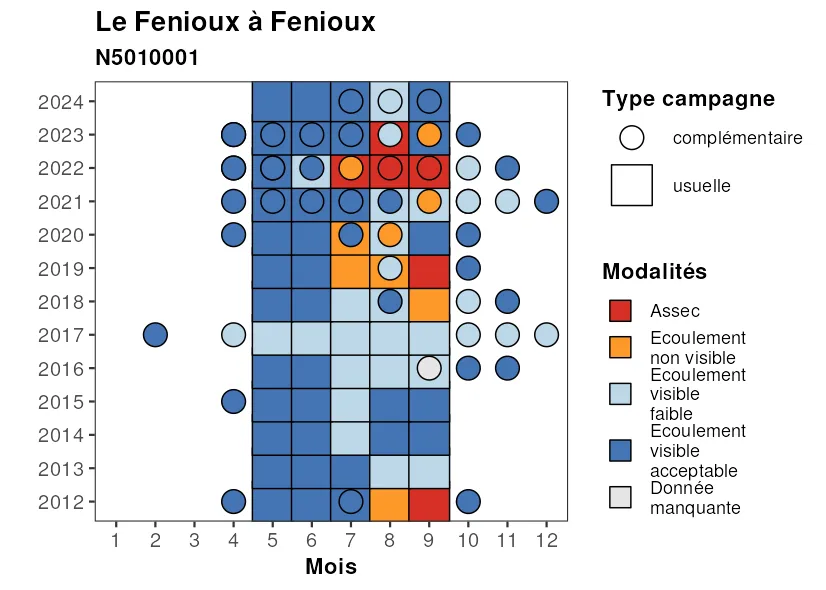 Le Fenioux à Fenioux
N5010001
2024
2023
2022
2021
2020
2019
2018
2017
2016
2015
2014
2013
2012
1 2 3 4 5 6 7 8 9 10 11 12
Mois
Type campagne
complémentaire
usuelle
Modalités
Assec
Ecoulement
non visible
Ecoulement
visible
faible
Ecoulement
visible
acceptable
Donnée
manquante